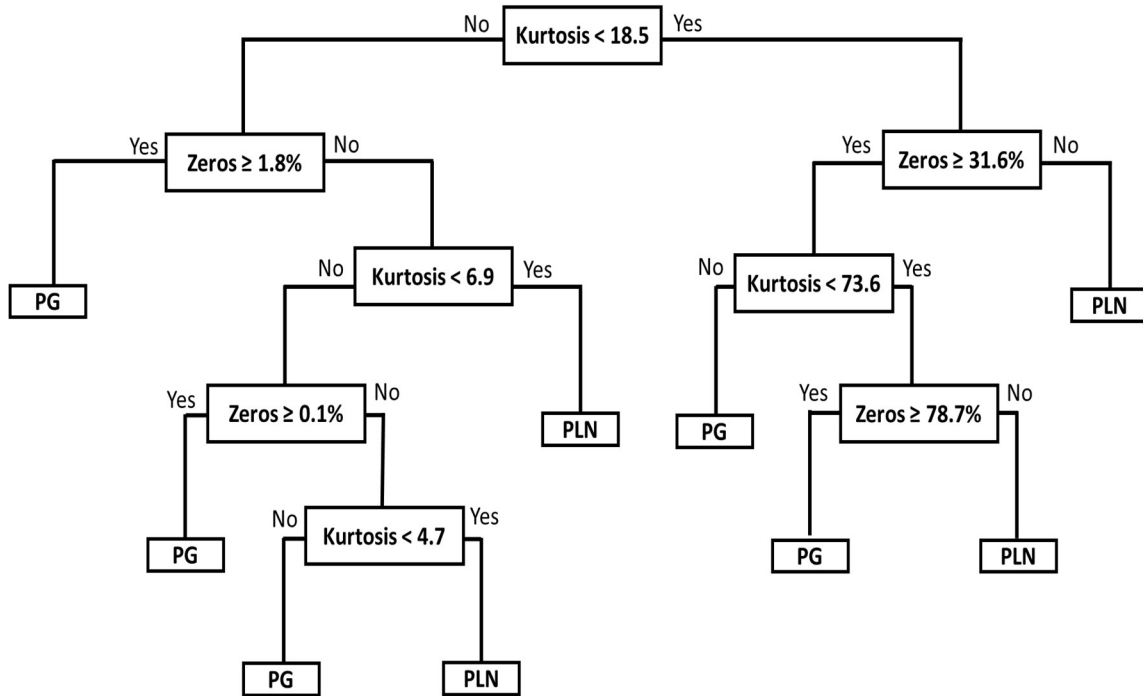 No
Kurtosis < 18.5
Yes
Yes
Zeros ≥ 1.8%
No
Yes
Zeros ≥ 31.6%
No
No
Kurtosis < 6.9
Yes
No
Kurtosis < 73.6
Yes
PG
PLN
Yes
Zeros ≥ 0.1%
No
Yes
Zeros ≥ 78.7%
No
PLN
PG
No
Kurtosis < 4.7
Yes
PG
PG
PLN
PG
PLN